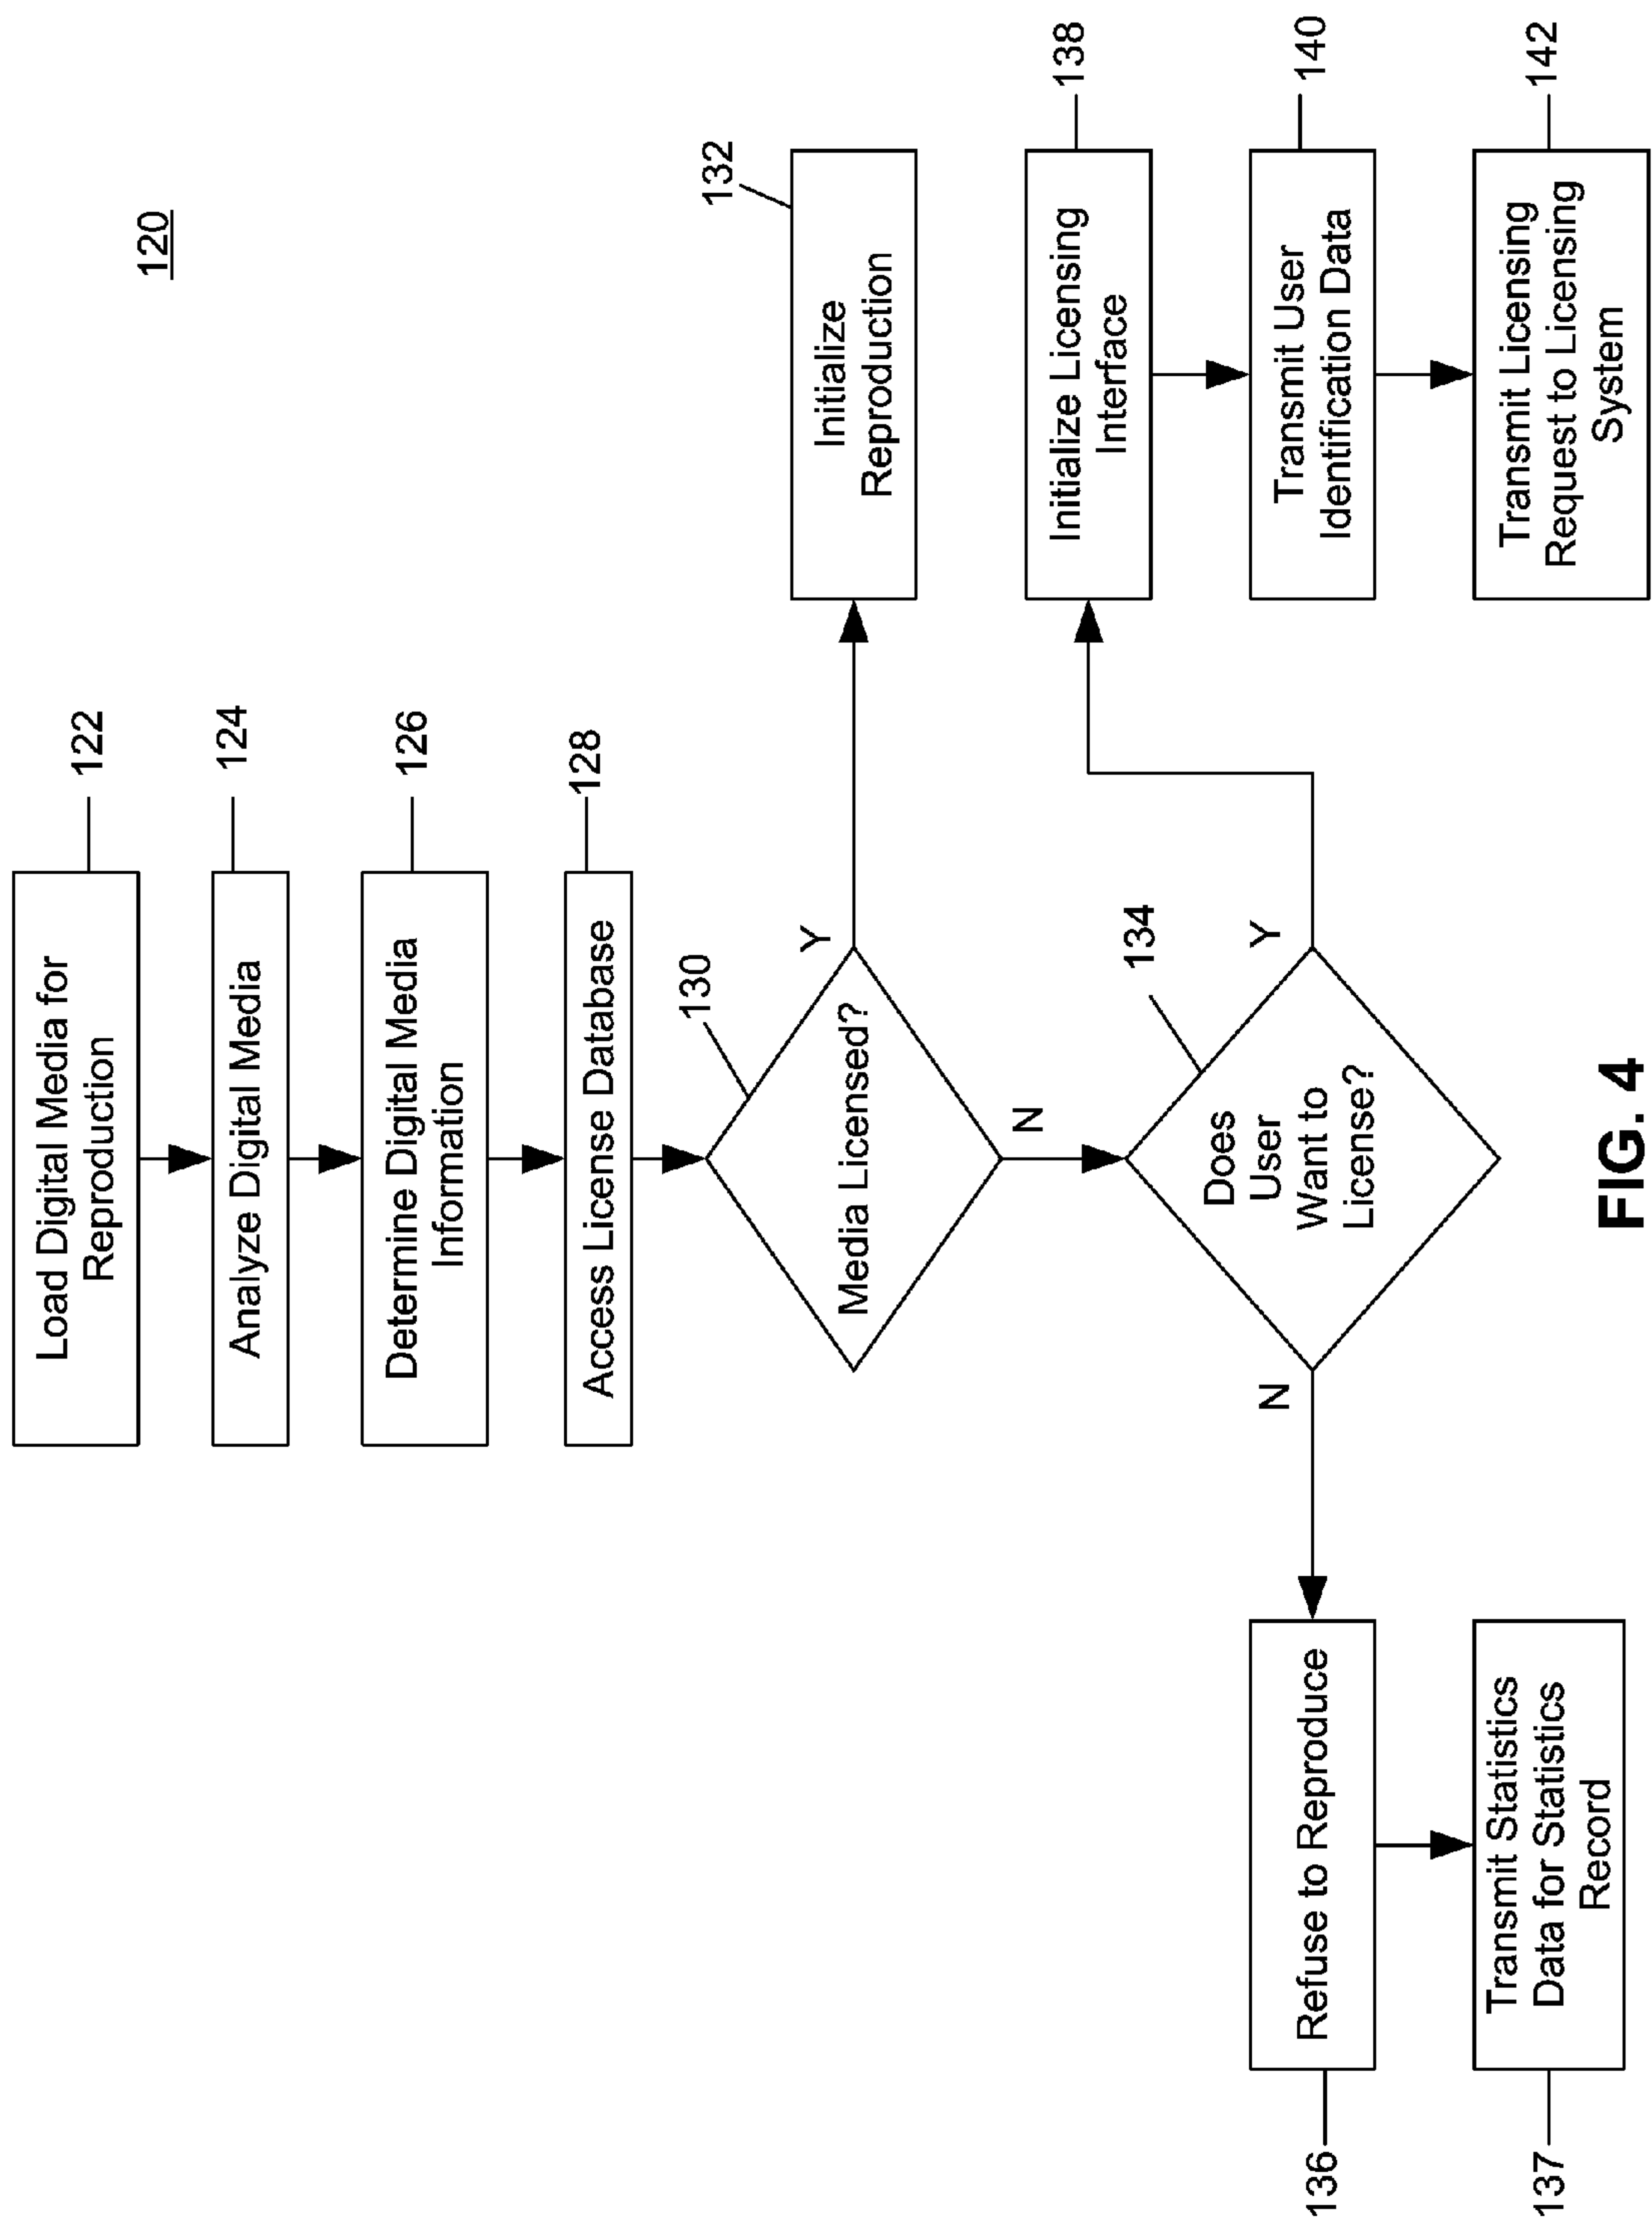 120
Load Digital Media for
Reproduction
122
Analyze Digital Media
124
Determine Digital Media
Information
126
Access License Database
128
130
Media Licensed?
Y
N
132
Initialize
Reproduction
134
Does
User
Want to
License?
Y
N
Initialize Licensing
Interface
138
Transmit User
Identification Data
140
Transmit Licensing
Request to Licensing
System
142
136
Refuse to Reproduce
137
Transmit Statistics
Data for Statistics
Record
FIG. 4